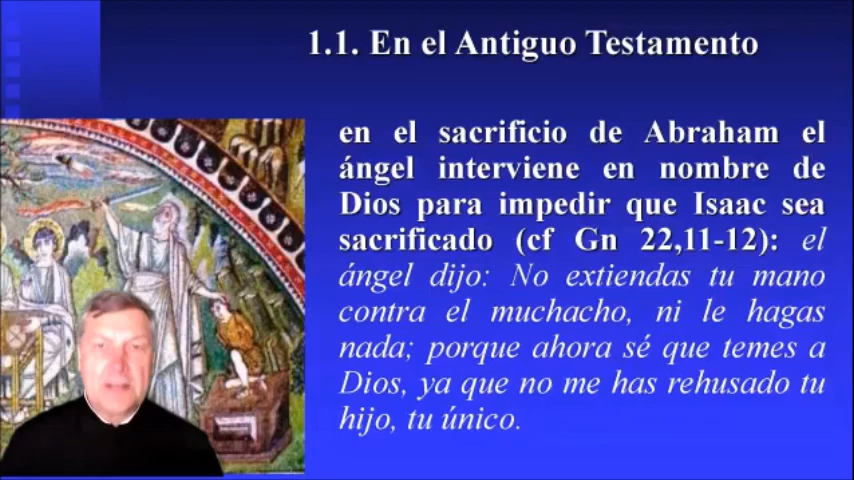 1.1. En el Antiguo Testamento
en el sacrificio de Abraham el
ángel interviene en nombre de
Dios para impedir que Isaac sea
sacrificado (cf Gn 22,11-12): el
ángel dijo: No extiendas tu mano
contra el muchacho, ni le hagas
nada; porque ahora sé que temes a
Dios, ya que no me has rehusado tu
hijo, tu único.